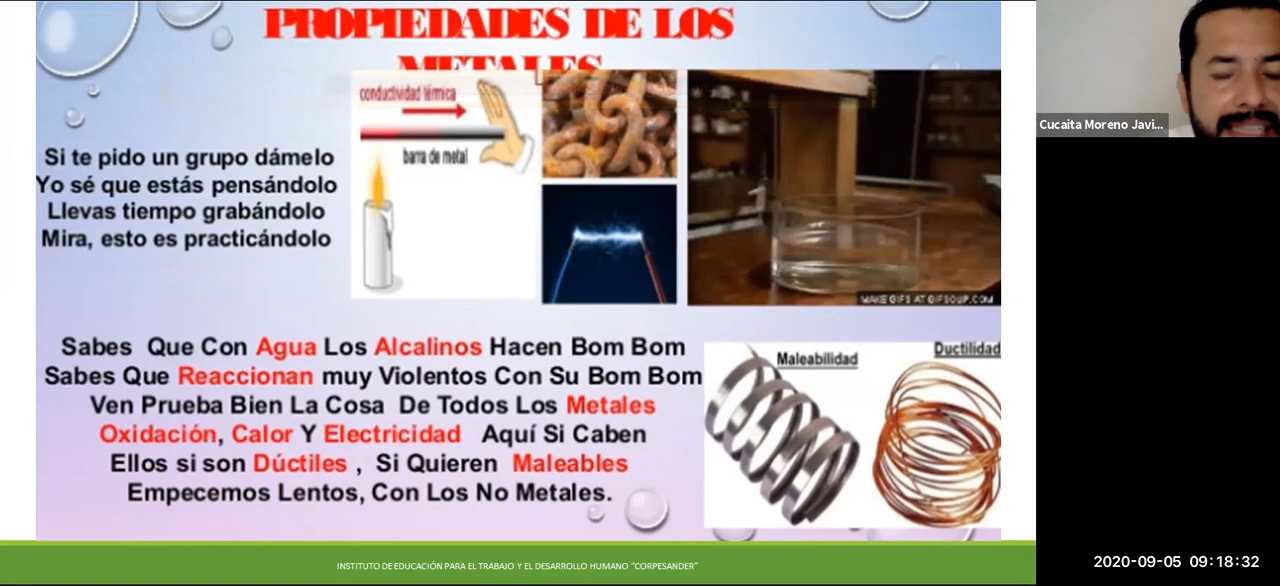 PROPIEDADES DE LOS
METALES
conductividad térmica
barra de metal
Si te pido un grupo dámelo
Yo sé que estás pensándolo
Llevas tiempo grabándolo
Mira, esto es practicándolo
MAKE GIFS AT GIFSOUP.COM
Sabes Que Con Agua Los Alcalinos Hacen Bom Bom
Sabes Que Reaccionan muy Violentos Con Su Bom Bom
Ven Prueba Bien La Cosa De Todos Los Metales
Oxidación, Calor Y Electricidad Aquí Si Caben
Ellos si son Dúctiles , Si Quieren Maleables
Empecemos Lentos, Con Los No Metales.
Maleabilidad
Ductilidad
INSTITUTO DE EDUCACIÓN PARA EL TRABAJO Y EL DESARROLLO HUMANO "CORPESANDER"
Cucaita Moreno Javi...
2020-09-05 09:18:32